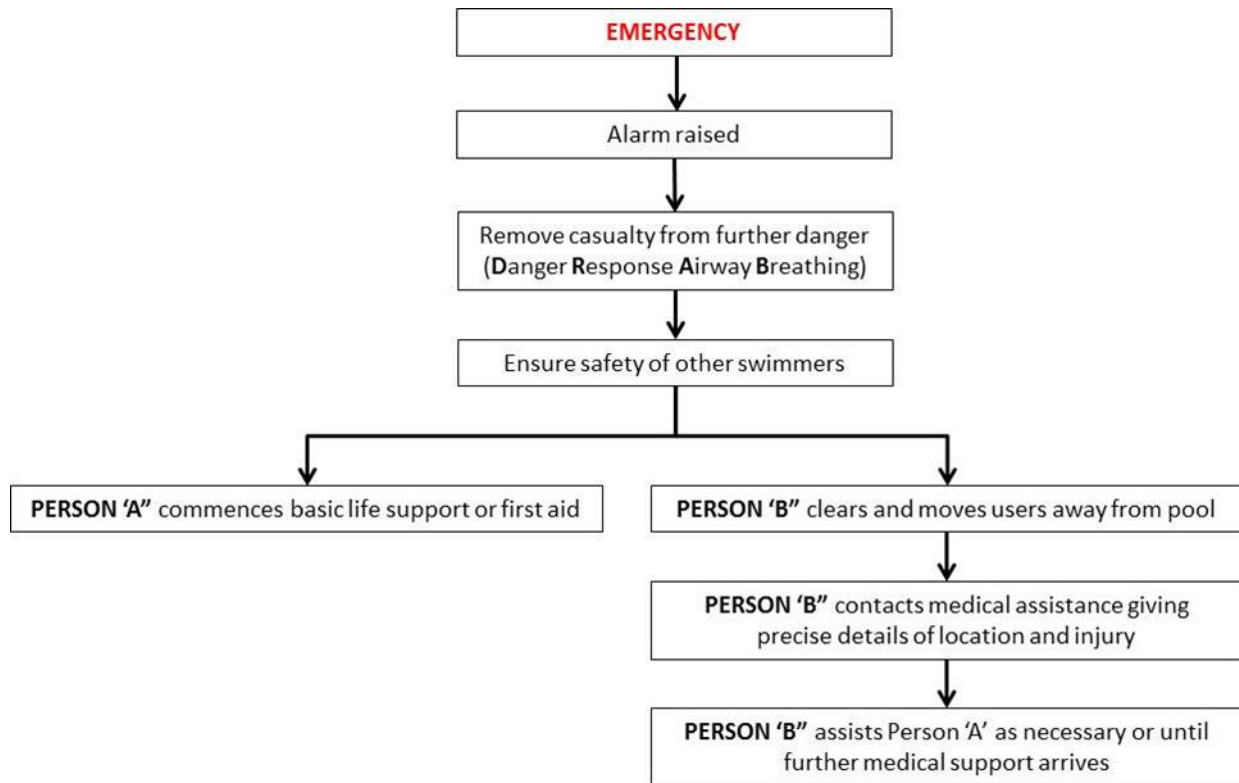 EMERGENCY
Alarm raised
Remove casualty from further danger
(Danger Response Airway Breathing)
Ensure safety of other swimmers
PERSON ‘A” commences basic life support or first aid
PERSON ‘B” clears and moves users away from pool
PERSON ‘B” contacts medical assistance giving
precise details of location and injury
PERSON ‘B” assists Person ‘A’ as necessary or until
further medical support arrives